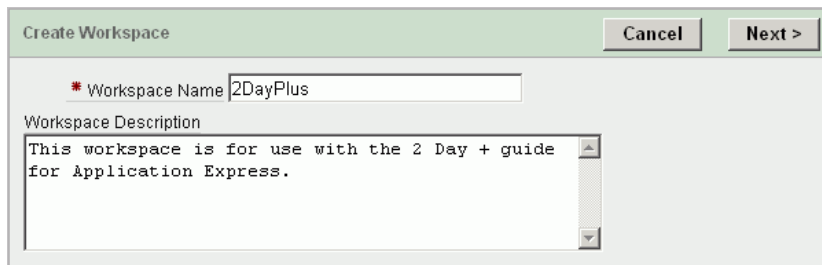 Create Workspace
Cancel
Next >
* Workspace Name 2DayPlus
Workspace Description
This workspace is for use with the 2 Day + guide
for Application Express.